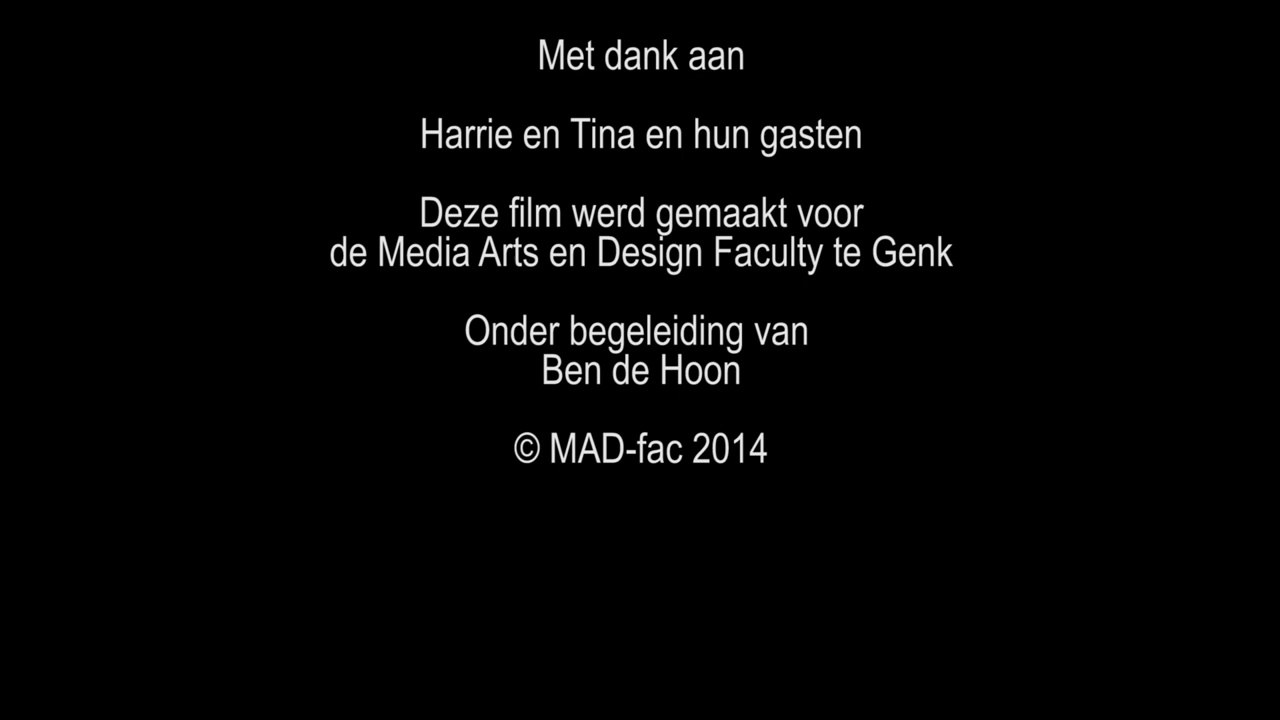 Met dank aan
Harrie en Tina en hun gasten
Deze film werd gemaakt voor
de Media Arts en Design Faculty te Genk
Onder begeleiding van
Ben de Hoon
© MAD-fac 2014